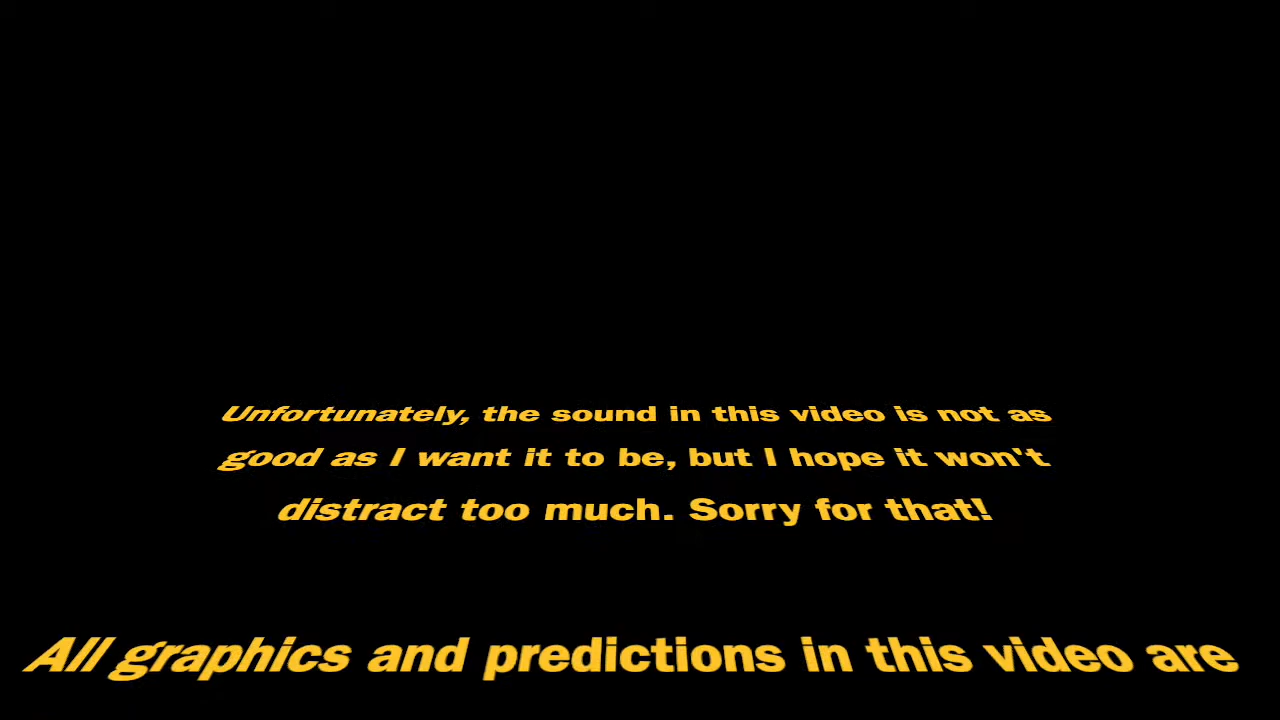 Unfortunately, the sound in this video is not as
good as I want it to be, but I hope it won't
distract too much. Sorry for that!
All graphics and predictions in this video are